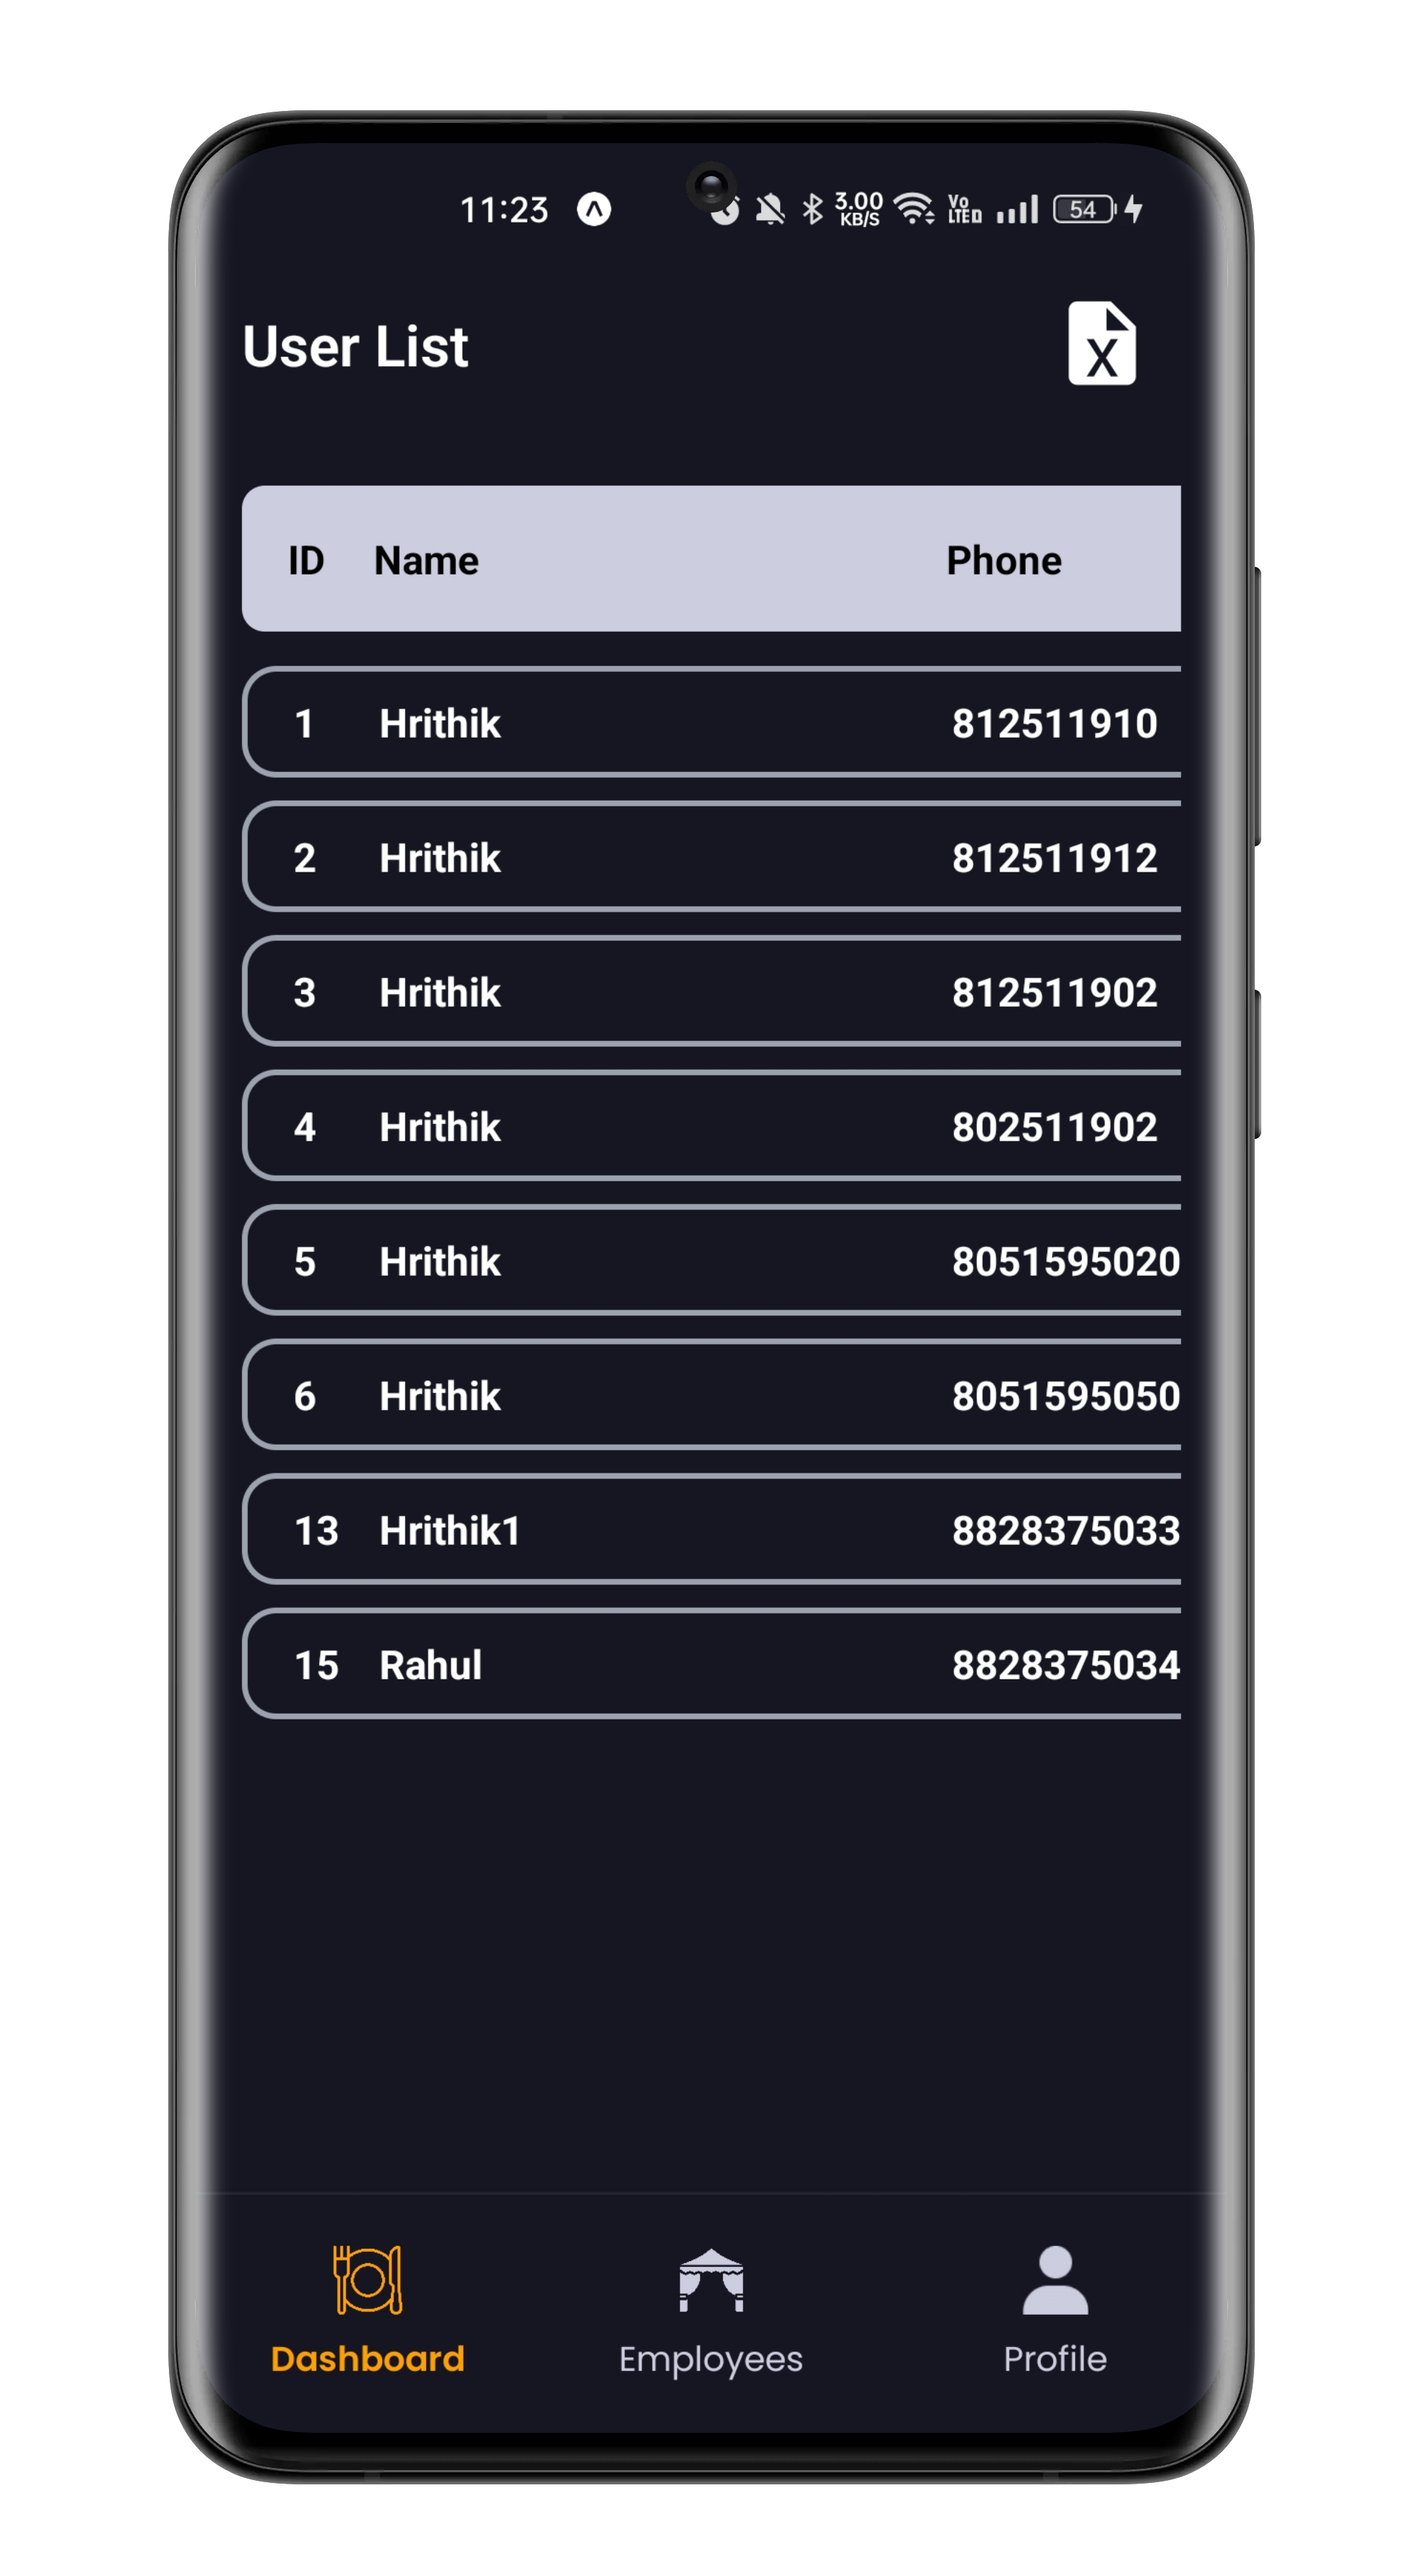 11:23 3.00 KB/S Vo LTE D 54
User List X
ID Name Phone
1 Hrithik 812511910
2 Hrithik 812511912
3 Hrithik 812511902
4 Hrithik 802511902
5 Hrithik 8051595020
6 Hrithik 8051595050
13 Hrithik1 8828375033
15 Rahul 8828375034
Dashboard Employees Profile